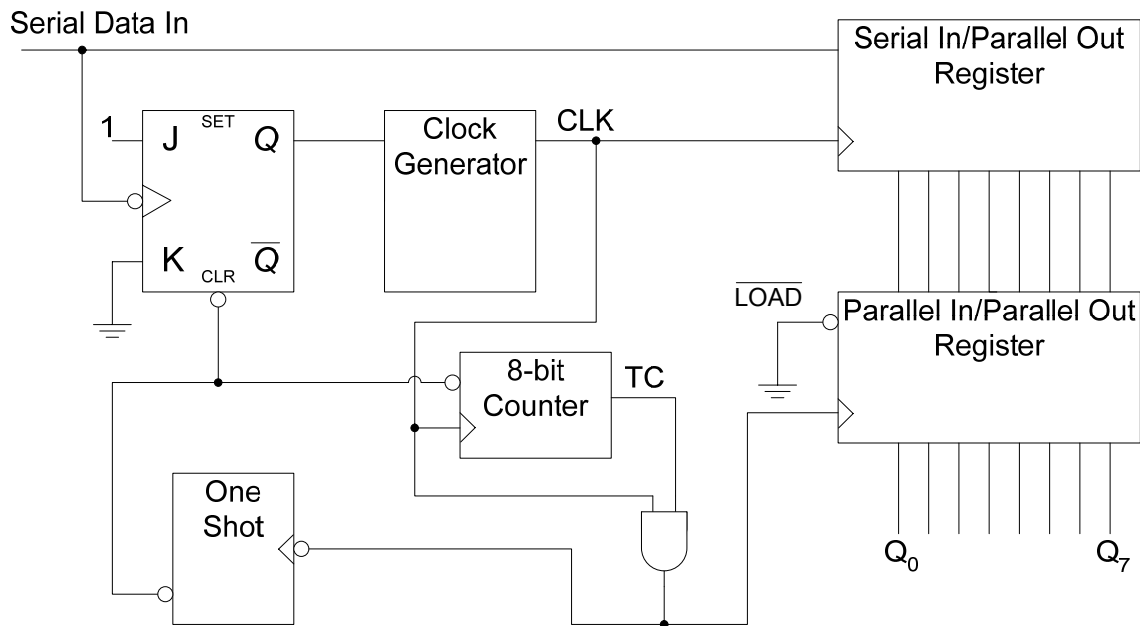 Serial Data In
Serial In/Parallel Out
Register
1
J
SET
Q
Clock
Generator
CLK
K
CLR
Q̅
L̅O̅A̅D̅
Parallel In/Parallel Out
Register
8-bit
Counter
TC
One
Shot
Q₀
Q₇